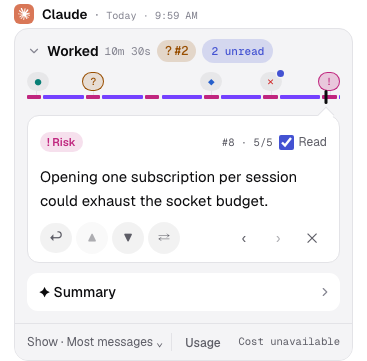 Claude · Today · 9:59 AM
Worked 10m 30s ? #2 2 unread
? ◆ × !
! Risk #8 · 5/5 Read
Opening one subscription per session
could exhaust the socket budget.
✦ Summary
Show · Most messages Usage Cost unavailable